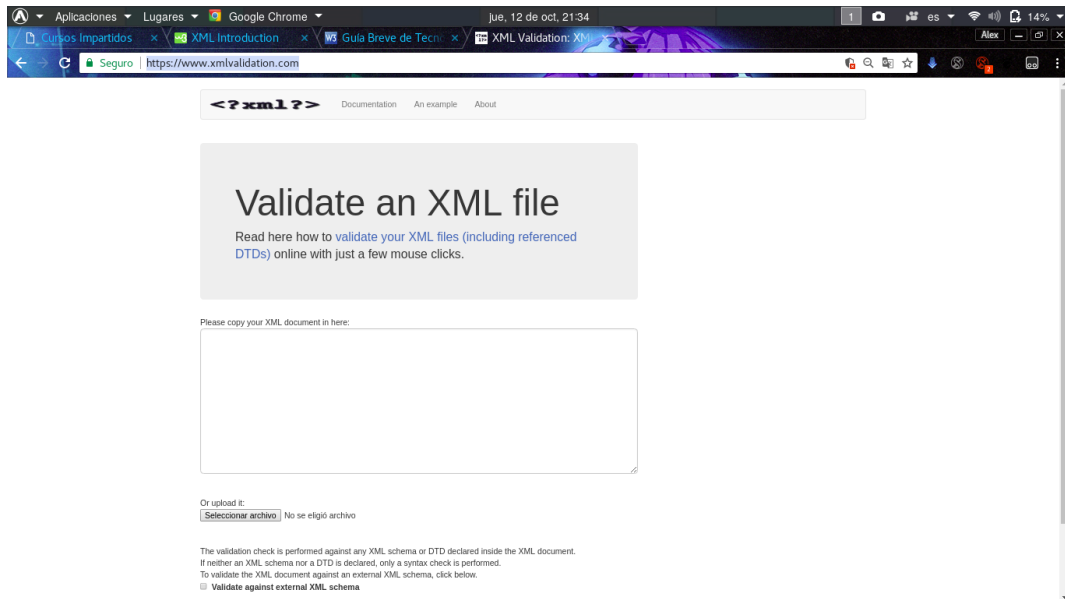 Aplicaciones Lugares Google Chrome jue, 12 de oct, 21:34 1 es 14%
Cursos Impartidos XML Introduction Guía Breve de Tecno XML Validation: XM Alex
Seguro https://www.xmlvalidation.com
<?xml?> Documentation An example About
Validate an XML file
Read here how to validate your XML files (including referenced
DTDs) online with just a few mouse clicks.
Please copy your XML document in here:
Or upload it:
Seleccionar archivo No se eligió archivo
The validation check is performed against any XML schema or DTD declared inside the XML document.
If neither an XML schema nor a DTD is declared, only a syntax check is performed.
To validate the XML document against an external XML schema, click below.
Validate against external XML schema